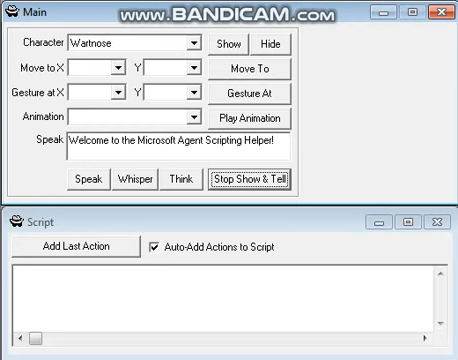 www.BANDICAM.com
Main
Character Wartnose Show Hide
Move to X Y Move To
Gesture at X Y Gesture At
Animation Play Animation
Speak Welcome to the Microsoft Agent Scripting Helper!
Speak Whisper Think Stop Show & Tell
Script
Add Last Action Auto-Add Actions to Script